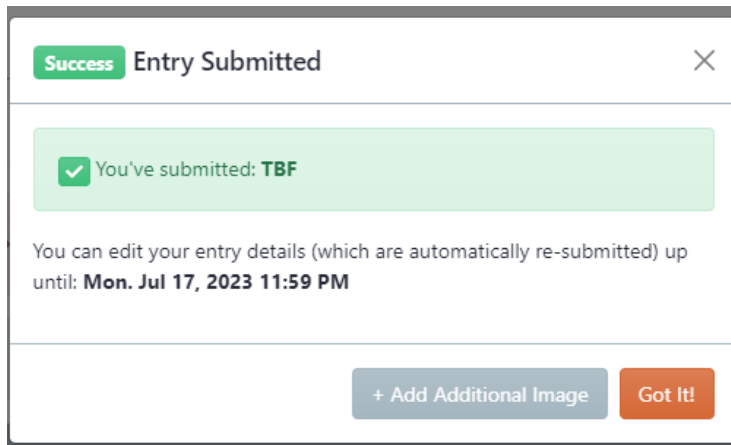 Success Entry Submitted
You've submitted: TBF
You can edit your entry details (which are automatically re-submitted) up
until: Mon. Jul 17, 2023 11:59 PM
+ Add Additional Image Got It!